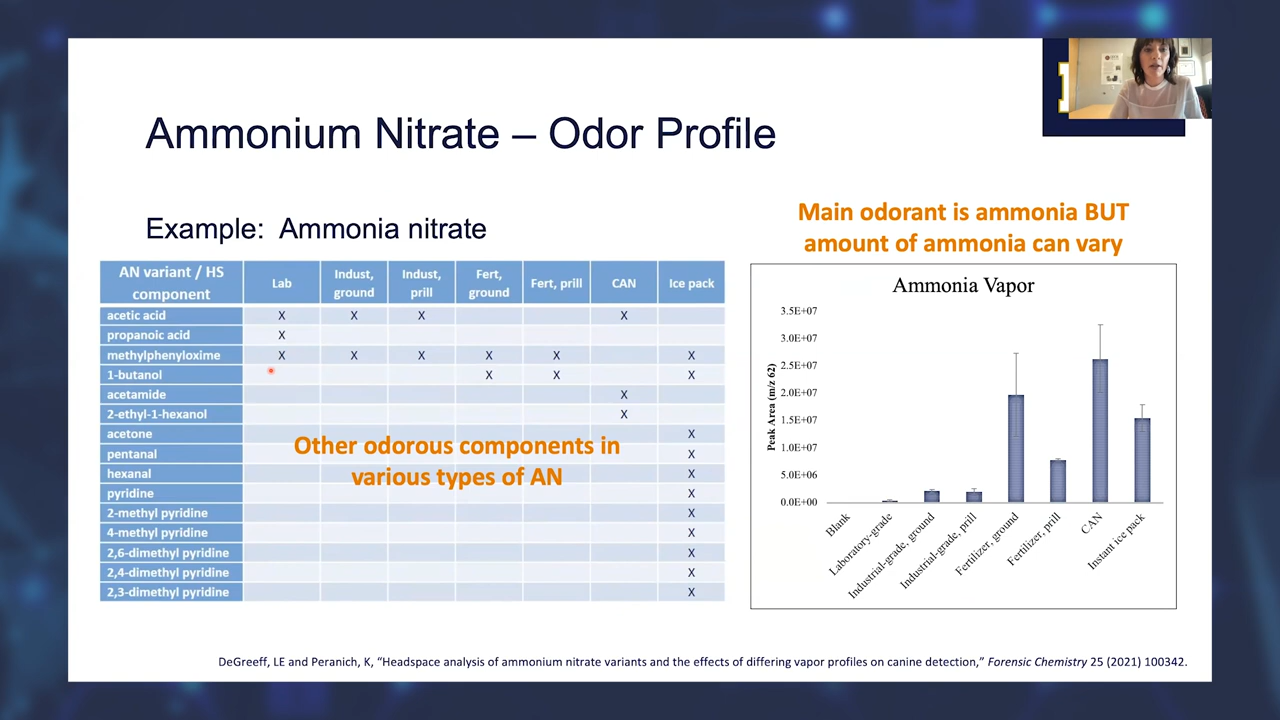 Ammonium Nitrate – Odor Profile
Example: Ammonia nitrate
Main odorant is ammonia BUT
amount of ammonia can vary
AN variant / HS component Lab Indust, ground Indust, prill Fert, ground Fert, prill CAN Ice pack
acetic acid X X X X
propanoic acid X
methylphenyloxime X X X X X X
1-butanol X X X
acetamide X
2-ethyl-1-hexanol X
acetone X
pentanal X
hexanal X
pyridine X
2-methyl pyridine X
4-methyl pyridine X
2,6-dimethyl pyridine X
2,4-dimethyl pyridine X
2,3-dimethyl pyridine X
Other odorous components in
various types of AN
Ammonia Vapor
Peak Area (m/z 62)
3.5E+07
3.0E+07
2.5E+07
2.0E+07
1.5E+07
1.0E+07
5.0E+06
0.0E+00
Blank
Laboratory-grade
Industrial-grade, ground
Industrial-grade, prill
Fertilizer, ground
Fertilizer, prill
CAN
Instant ice pack
DeGreeff, LE and Peranich, K, “Headspace analysis of ammonium nitrate variants and the effects of differing vapor profiles on canine detection,” Forensic Chemistry 25 (2021) 100342.